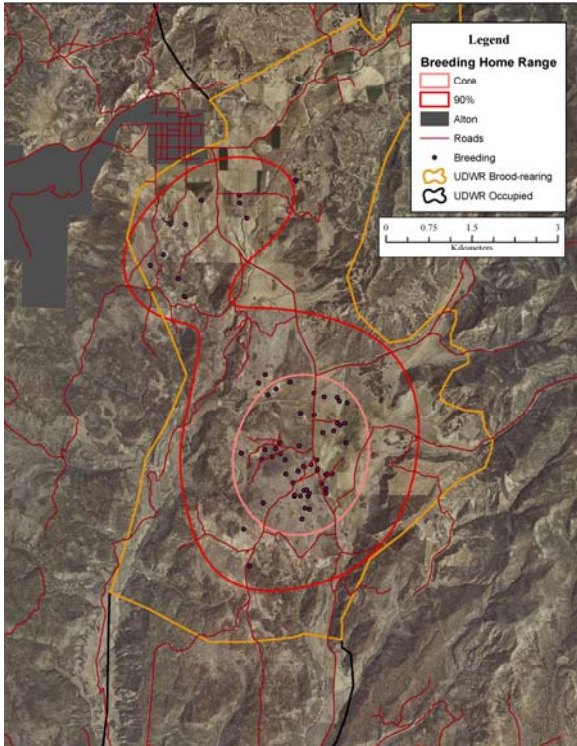 Legend
Breeding Home Range
Core
90%
Alton
Roads
Breeding
UDWR Brood-rearing
UDWR Occupied
0 0.75 1.5 3
Kilometers